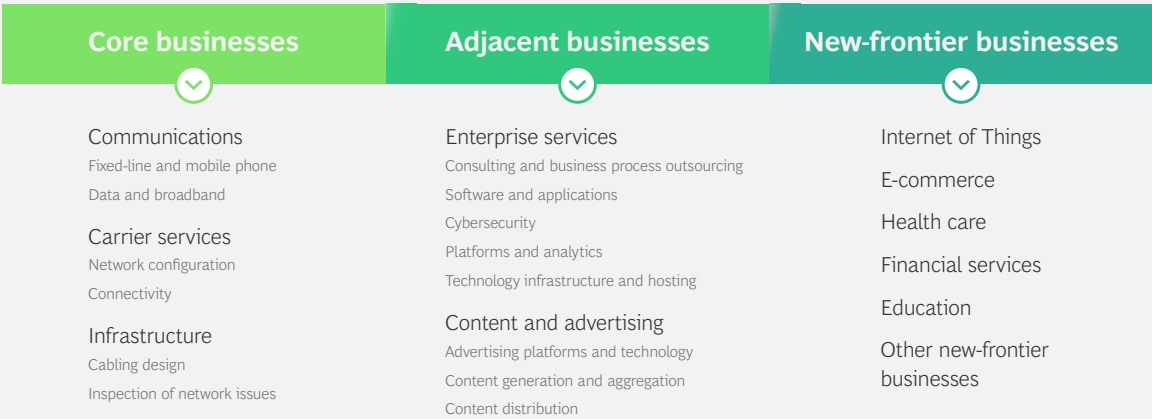 Core businesses
Communications
Fixed-line and mobile phone
Data and broadband
Carrier services
Network configuration
Connectivity
Infrastructure
Cabling design
Inspection of network issues
Adjacent businesses
Enterprise services
Consulting and business process outsourcing
Software and applications
Cybersecurity
Platforms and analytics
Technology infrastructure and hosting
Content and advertising
Advertising platforms and technology
Content generation and aggregation
Content distribution
New-frontier businesses
Internet of Things
E-commerce
Health care
Financial services
Education
Other new-frontier
businesses